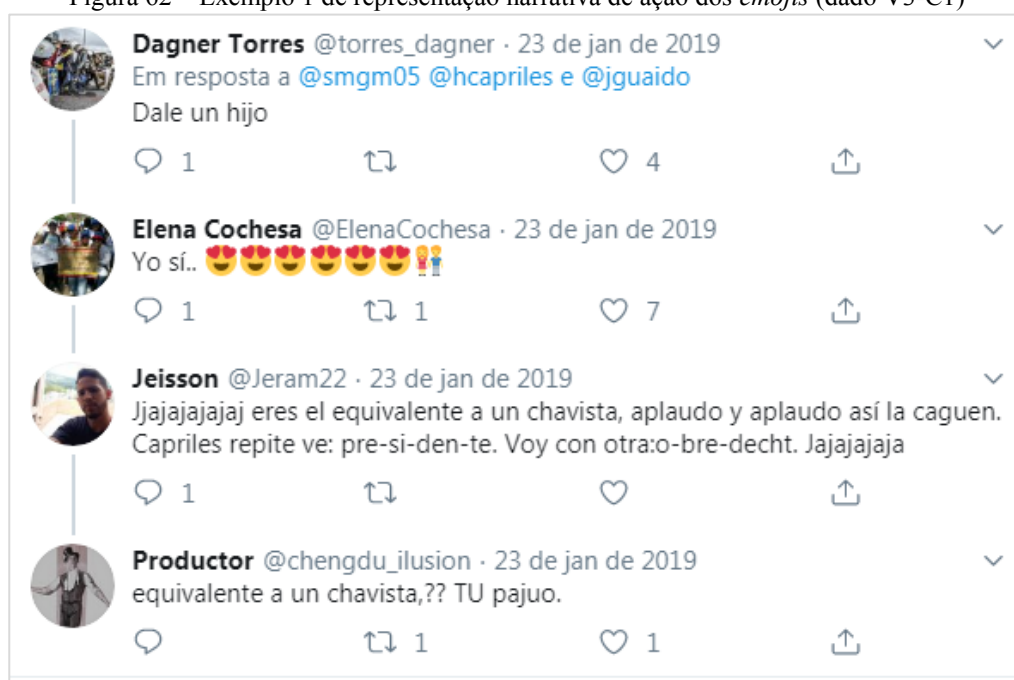 Figura 62 – Exemplo 1 de representação narrativa de ação dos emojis (dado V3-C1)
Dagner Torres @torres_dagner · 23 de jan de 2019
Em resposta a @smgm05 @hcapriles e @jguaido
Dale un hijo
1 4
Elena Cochesa @ElenaCochesa · 23 de jan de 2019
Yo sí.. 😍😍😍😍😍😍👫
1 1 7
Jeisson @Jeram22 · 23 de jan de 2019
Jjajajajajaj eres el equivalente a un chavista, aplaudo y aplaudo así la caguen.
Capriles repite ve: pre-si-den-te. Voy con otra:o-bre-decht. Jajajajaja
1
Productor @chengdu_ilusion · 23 de jan de 2019
equivalente a un chavista,?? TU pajuo.
1 1